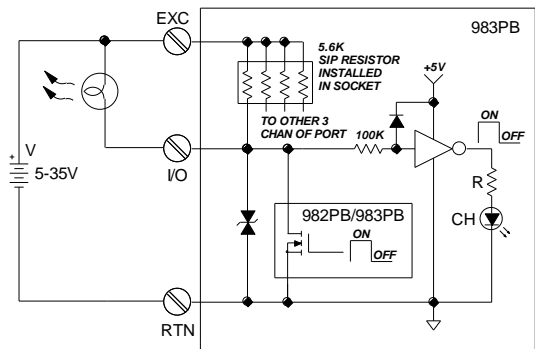 EXC
983PB
5.6K
SIP RESISTOR
INSTALLED
IN SOCKET
+5V
TO OTHER 3
CHAN OF PORT
100K
ON
OFF
+
V
5-35V
I/O
R
982PB/983PB
ON
OFF
CH
RTN